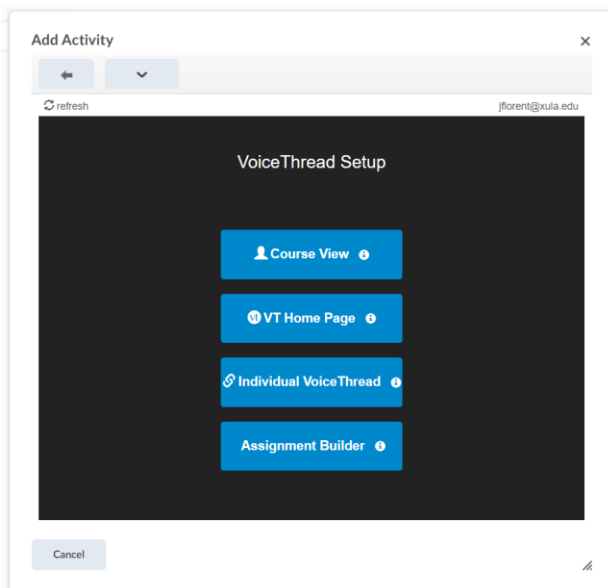 Add Activity
refresh jflorent@xula.edu
VoiceThread Setup
Course View
VT Home Page
Individual VoiceThread
Assignment Builder
Cancel